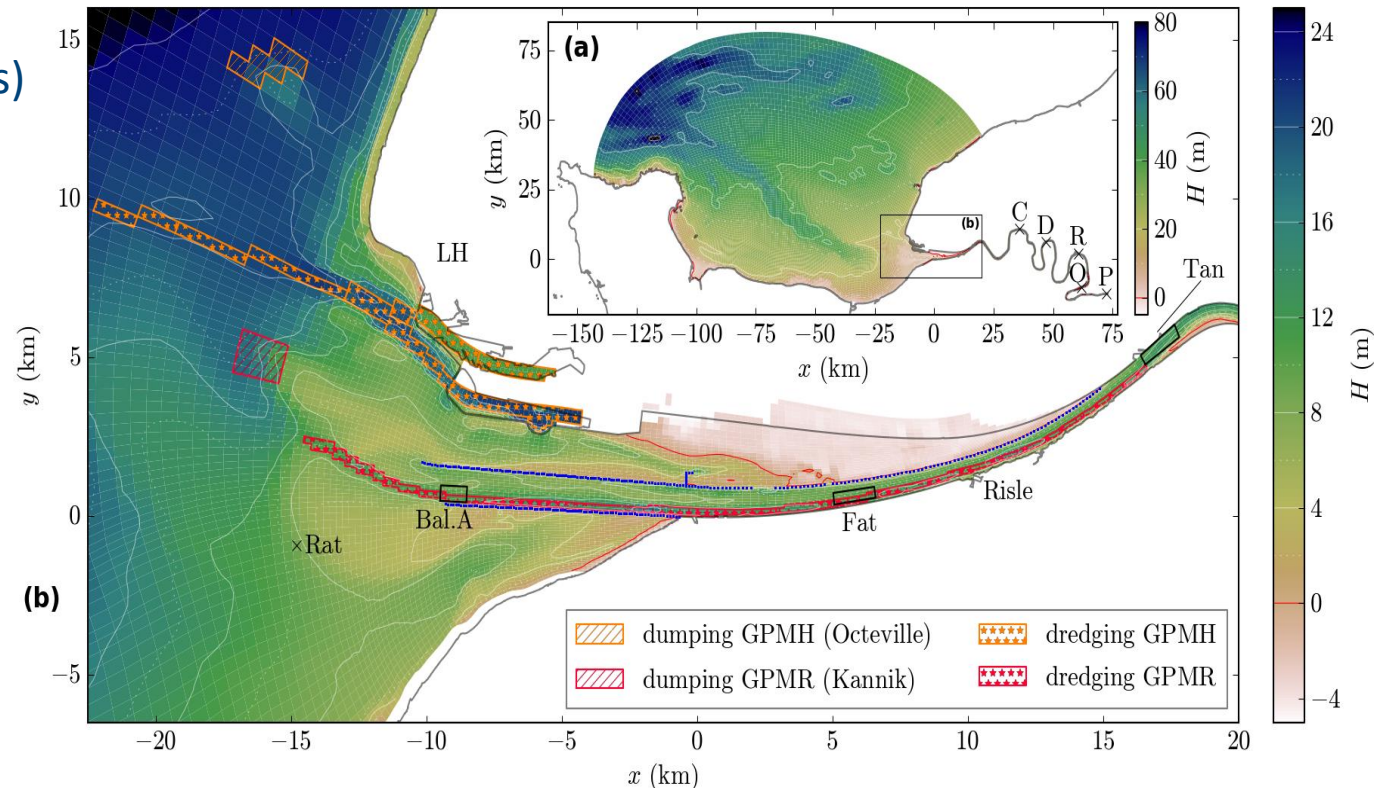 s)
15
10
5
0
−5
y (km)
−20
−15
−10
−5
0
5
10
15
20
x (km)
(a)
75
50
25
0
y (km)
−150
−125
−100
−75
−50
−25
0
25
50
75
x (km)
80
60
40
20
0
H (m)
(b)
C
D
R
O
P
LH
Tan
Risle
Fat
Bal.A
×Rat
(b)
dumping GPMH (Octeville)
dredging GPMH
dumping GPMR (Kannik)
dredging GPMR
24
20
16
12
8
4
0
−4
H (m)